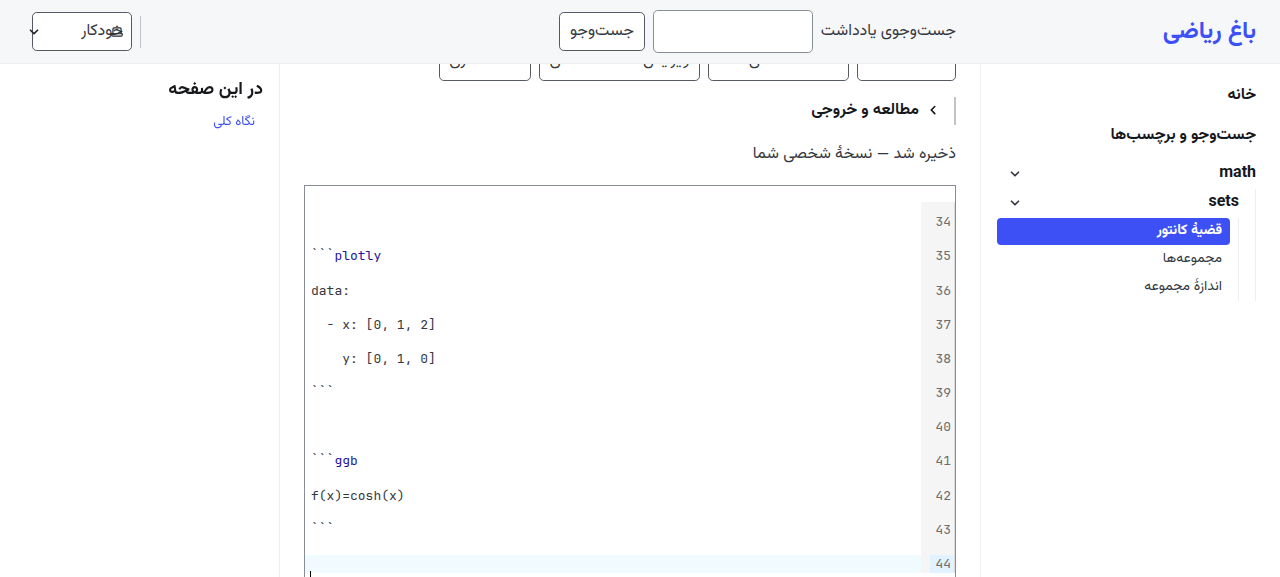 باغ ریاضی
جست‌وجوی یادداشت
جست‌وجو
خودکار
خانه
جست‌وجو و برچسب‌ها
math
sets
قضیهٔ کانتور
مجموعه‌ها
اندازهٔ مجموعه
مطالعه و خروجی
ذخیره شد — نسخهٔ شخصی شما
34
35 ```plotly
36 data:
37 - x: [0, 1, 2]
38 y: [0, 1, 0]
39 ```
40
41 ```ggb
42 f(x)=cosh(x)
43 ```
44
در این صفحه
نگاه کلی